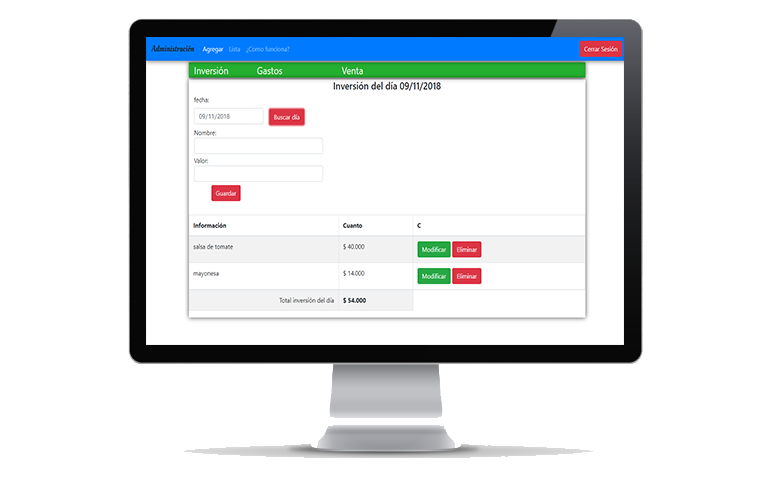 Administración Agregar Lista ¿Como funciona? Cerrar Sesión
Inversión Gastos Venta
Inversión del día 09/11/2018
fecha:
09/11/2018 Buscar día
Nombre:
Valor:
Guardar
Información Cuanto C
salsa de tomate $ 40.000 Modificar Eliminar
mayonesa $ 14.000 Modificar Eliminar
Total inversión del día $ 54.000